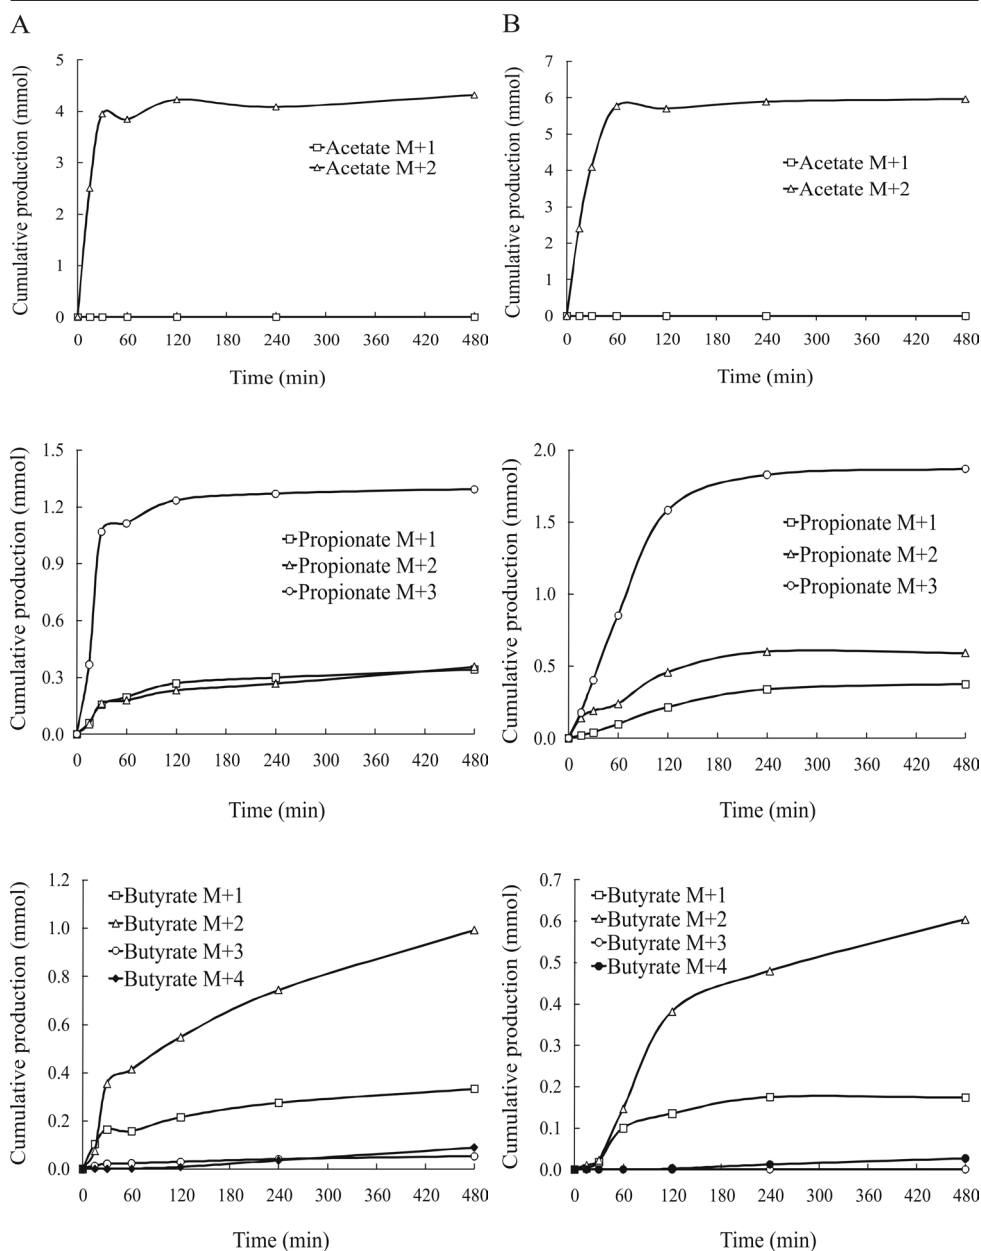 A
B
Cumulative production (mmol)
5
4
3
2
1
0
0 60 120 180 240 300 360 420 480
Time (min)
Acetate M+1
Acetate M+2
Cumulative production (mmol)
7
6
5
4
3
2
1
0
0 60 120 180 240 300 360 420 480
Time (min)
Acetate M+1
Acetate M+2
Cumulative production (mmol)
1.5
1.2
0.9
0.6
0.3
0.0
0 60 120 180 240 300 360 420 480
Time (min)
Propionate M+1
Propionate M+2
Propionate M+3
Cumulative production (mmol)
2.0
1.5
1.0
0.5
0.0
0 60 120 180 240 300 360 420 480
Time (min)
Propionate M+1
Propionate M+2
Propionate M+3
Cumulative production (mmol)
1.2
1.0
0.8
0.6
0.4
0.2
0.0
0 60 120 180 240 300 360 420 480
Time (min)
Butyrate M+1
Butyrate M+2
Butyrate M+3
Butyrate M+4
Cumulative production (mmol)
0.7
0.6
0.5
0.4
0.3
0.2
0.1
0.0
0 60 120 180 240 300 360 420 480
Time (min)
Butyrate M+1
Butyrate M+2
Butyrate M+3
Butyrate M+4